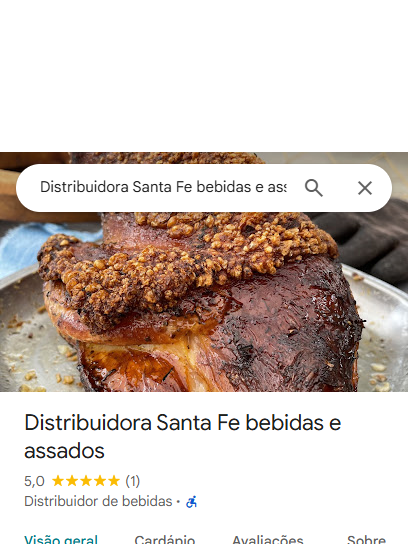 Distribuidora Santa Fe bebidas e ass
Distribuidora Santa Fe bebidas e
assados
5,0 ★★★★★ (1)
Distribuidor de bebidas ·
Visão geral Cardápio Avaliações Sobre